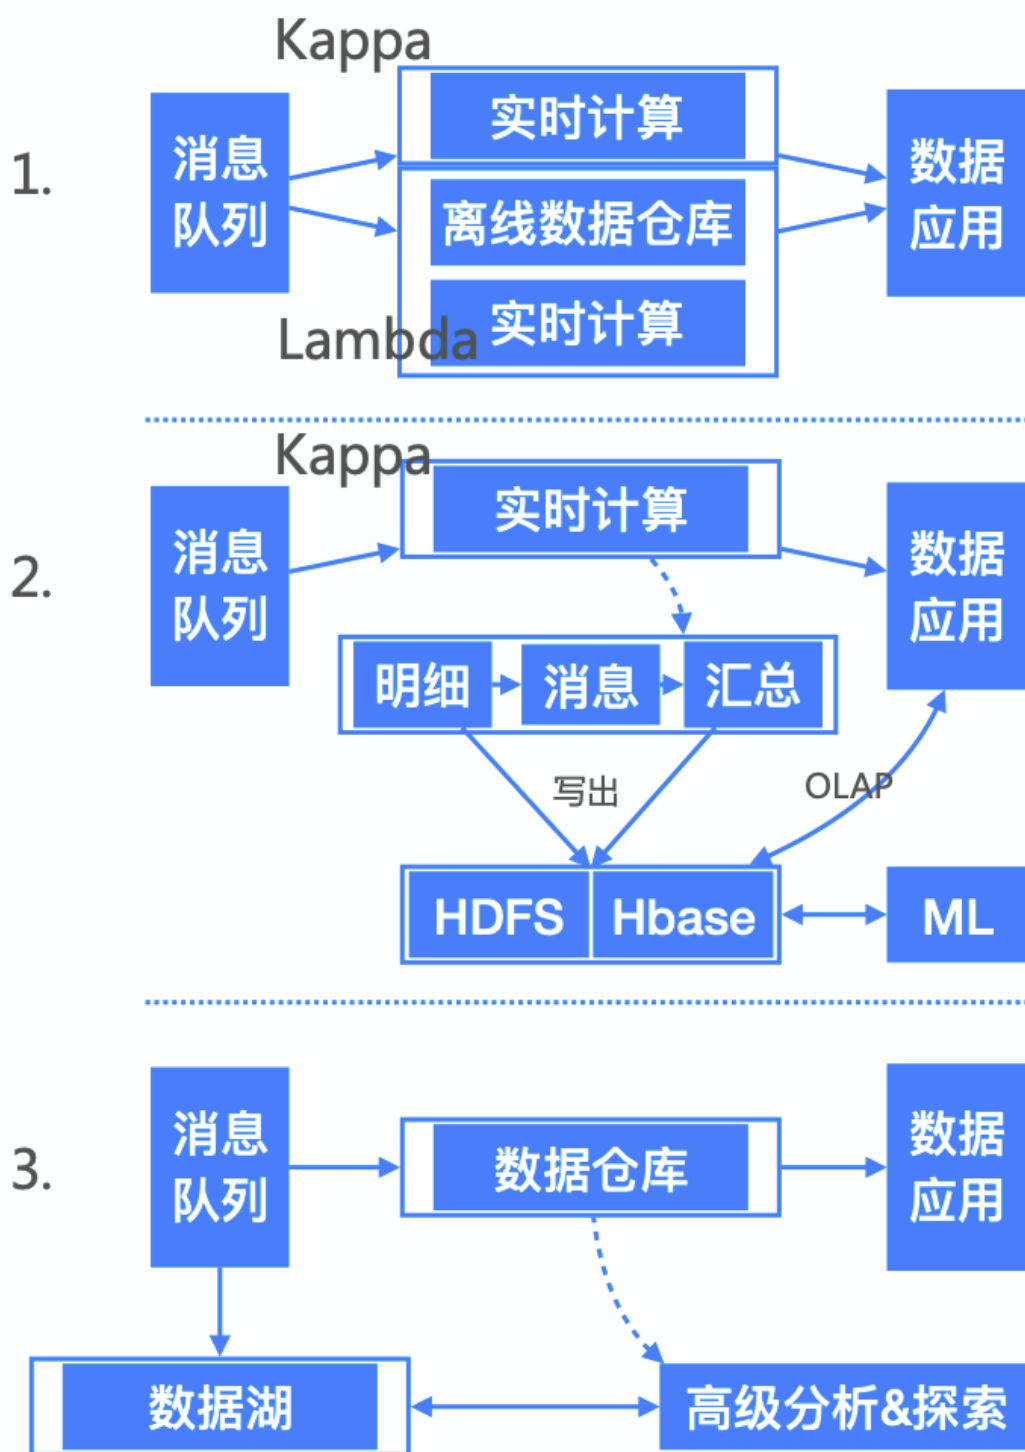 Kappa
1.
消息
队列
实时计算
离线数据仓库
实时计算
Lambda
数据
应用
Kappa
2.
消息
队列
实时计算
数据
应用
明细
消息
汇总
写出
OLAP
HDFS
Hbase
ML
3.
消息
队列
数据仓库
数据
应用
数据湖
高级分析&探索